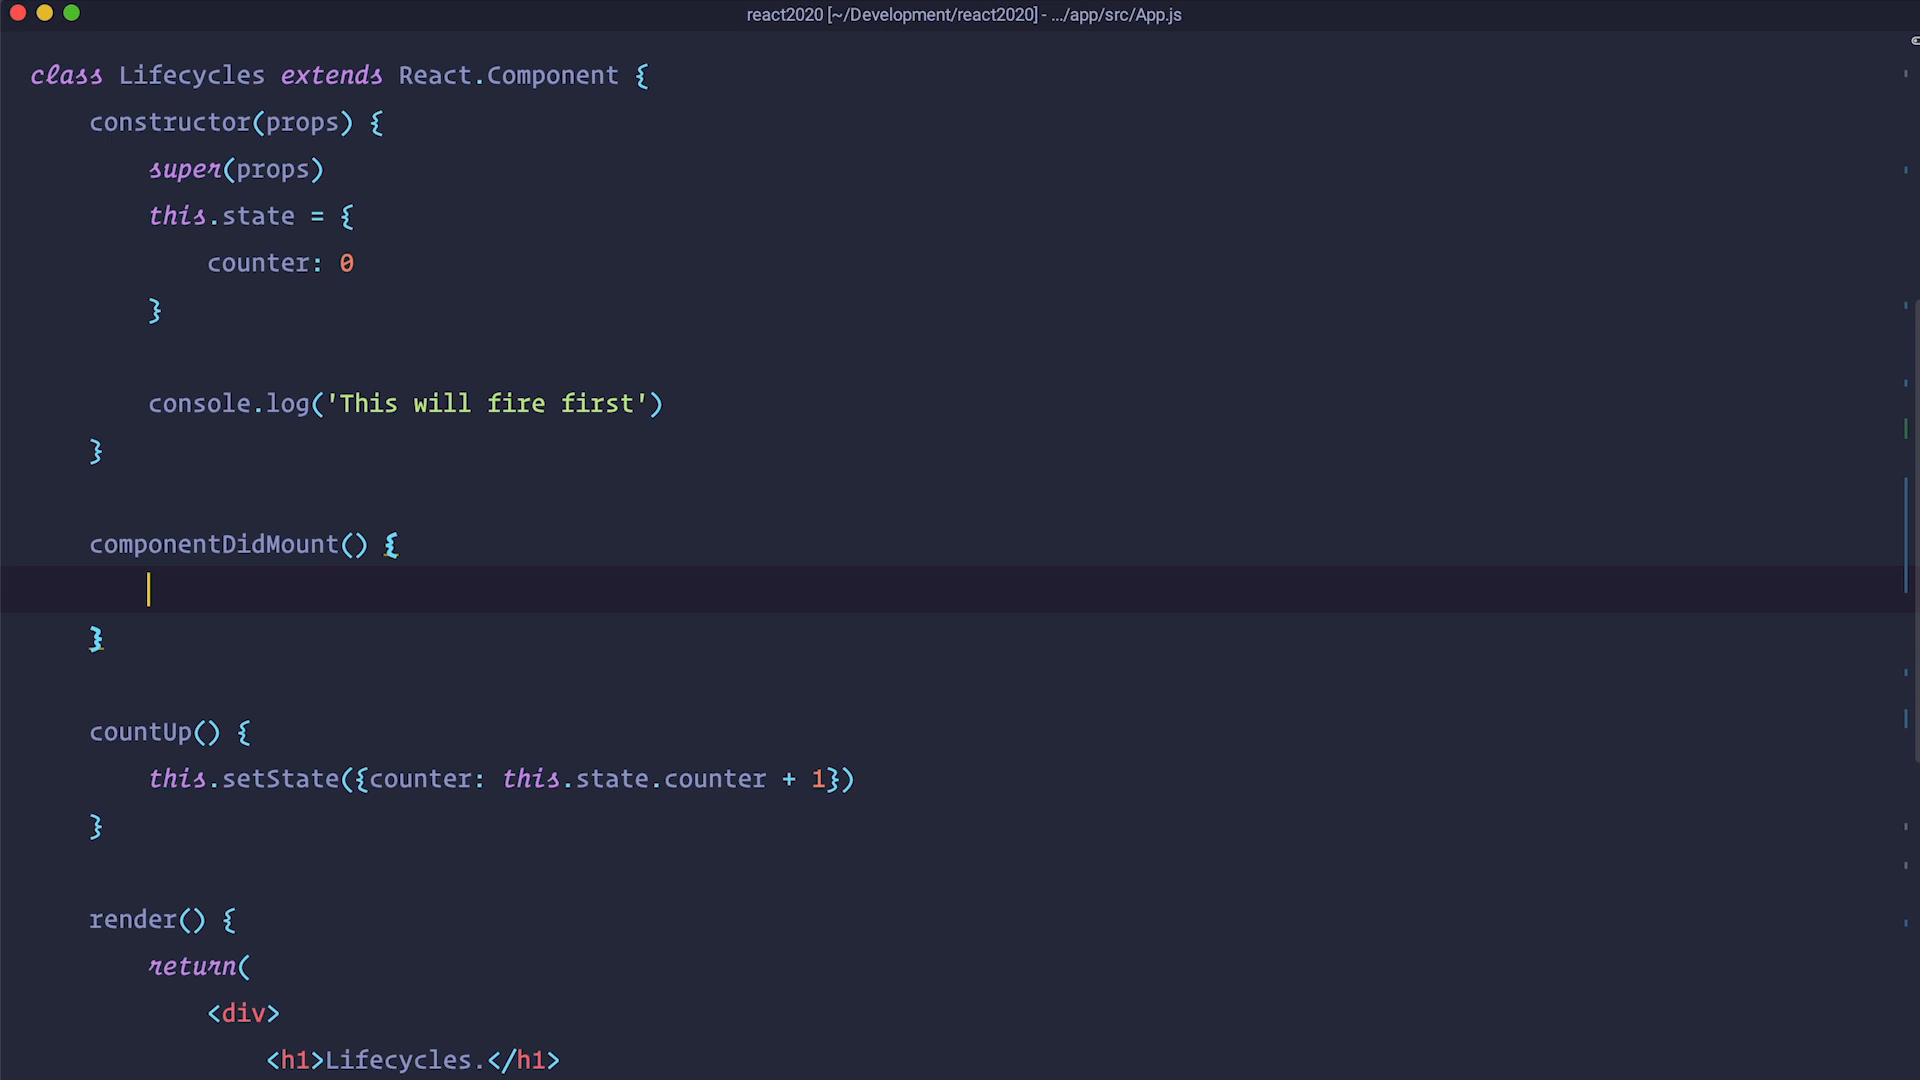 react2020 [~/Development/react2020] - .../app/src/App.js
class Lifecycles extends React.Component {
constructor(props) {
super(props)
this.state = {
counter: 0
}
console.log('This will fire first')
}
componentDidMount() {
}
countUp() {
this.setState({counter: this.state.counter + 1})
}
render() {
return(
<div>
<h1>Lifecycles.</h1>